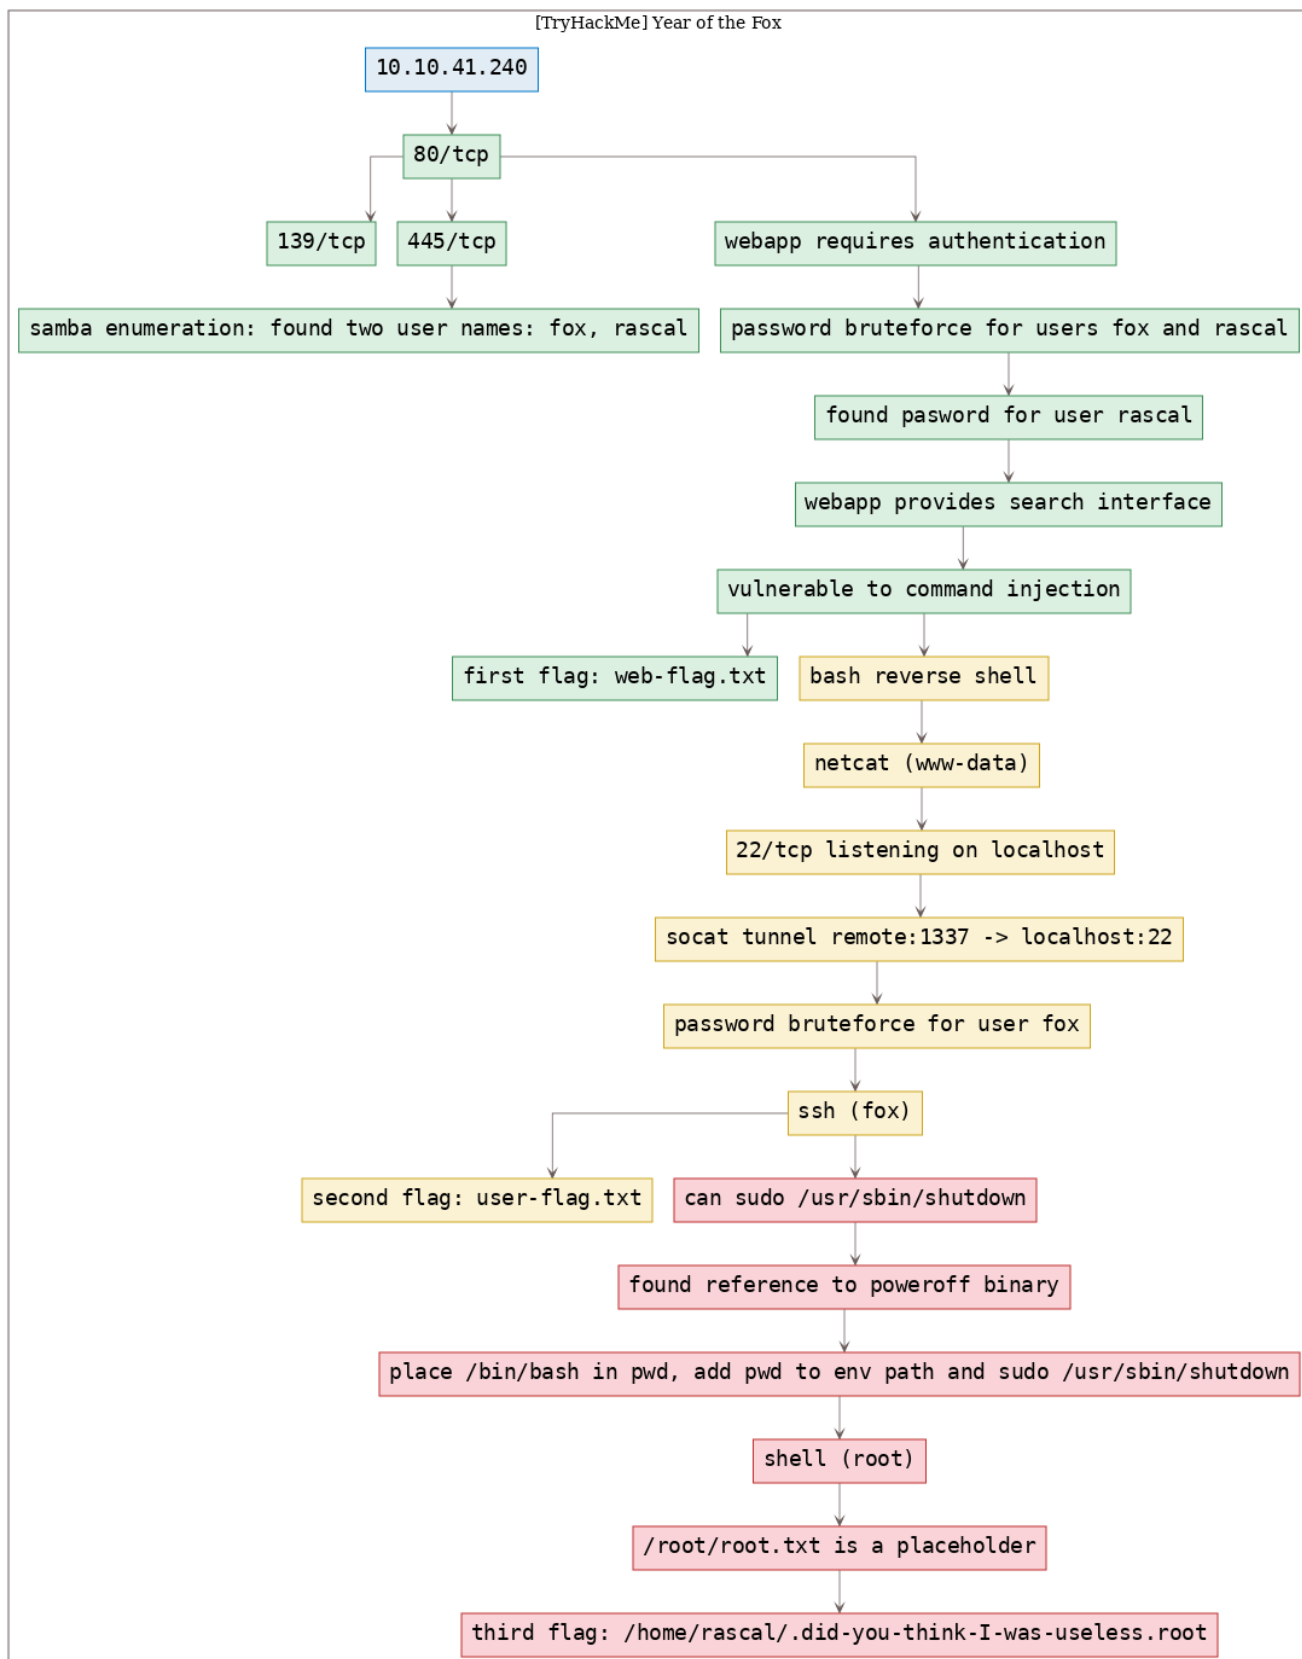 [TryHackMe] Year of the Fox
10.10.41.240
80/tcp
139/tcp
445/tcp
webapp requires authentication
samba enumeration: found two user names: fox, rascal
password bruteforce for users fox and rascal
found pasword for user rascal
webapp provides search interface
vulnerable to command injection
first flag: web-flag.txt
bash reverse shell
netcat (www-data)
22/tcp listening on localhost
socat tunnel remote:1337 -> localhost:22
password bruteforce for user fox
ssh (fox)
second flag: user-flag.txt
can sudo /usr/sbin/shutdown
found reference to poweroff binary
place /bin/bash in pwd, add pwd to env path and sudo /usr/sbin/shutdown
shell (root)
/root/root.txt is a placeholder
third flag: /home/rascal/.did-you-think-I-was-useless.root